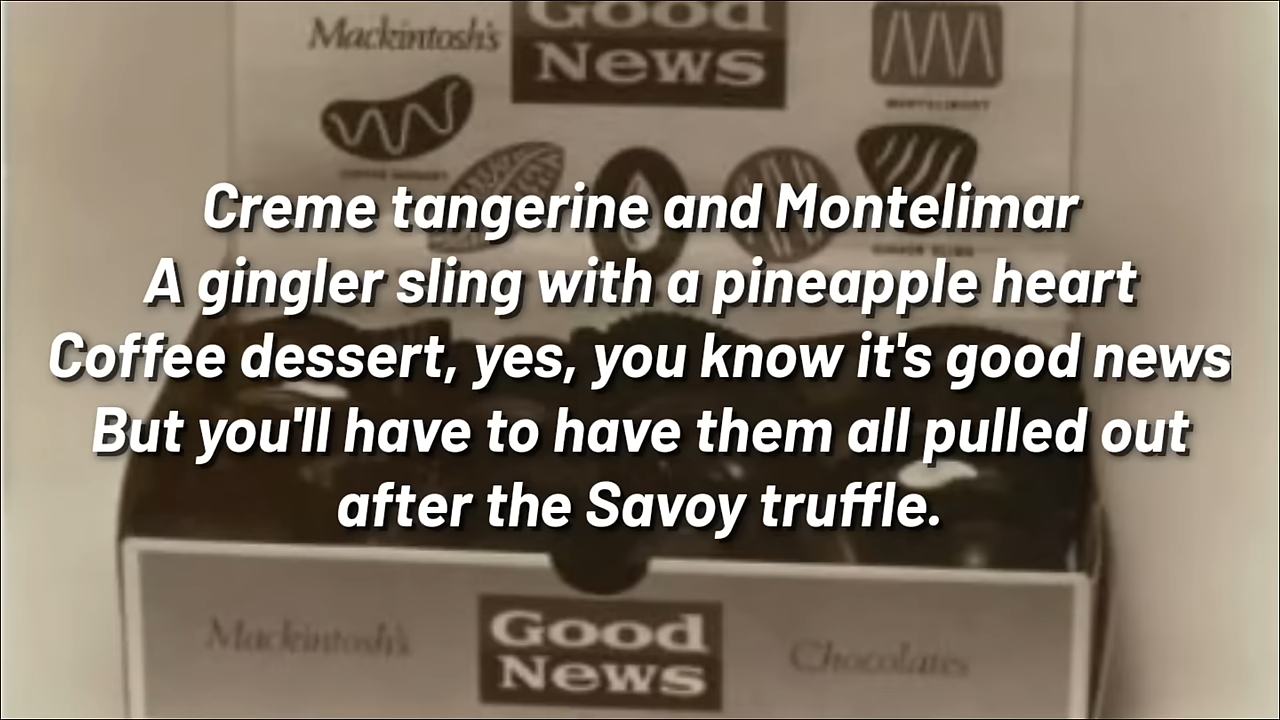 Mackintosh's
Good
News
MONTELIMART
Creme tangerine and Montelimar
A gingler sling with a pineapple heart
Coffee dessert, yes, you know it's good news
But you'll have to have them all pulled out
after the Savoy truffle.
Mackintosh's
Good
News
Chocolates